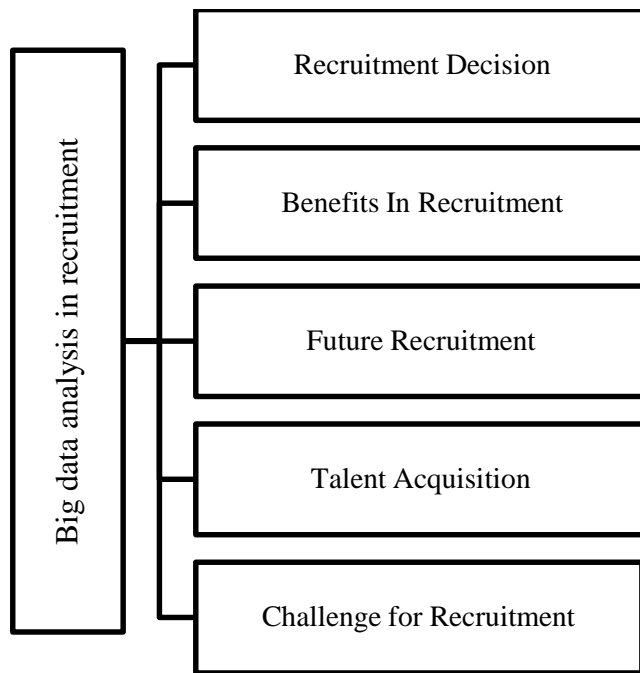 Big data analysis in recruitment
Recruitment Decision
Benefits In Recruitment
Future Recruitment
Talent Acquisition
Challenge for Recruitment